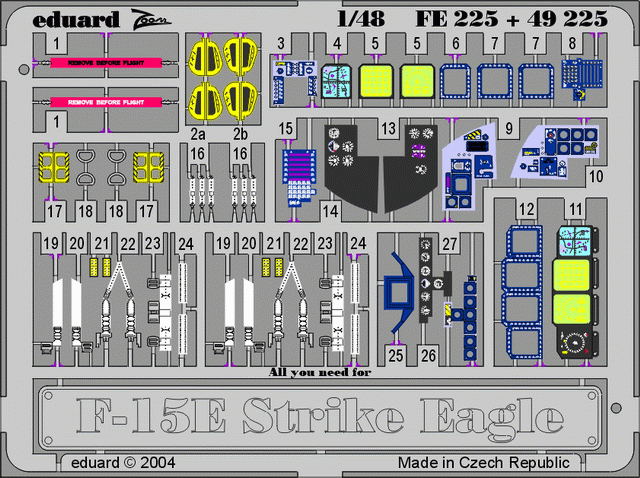 eduard Zoom 1/48 FE 225 + 49 225
1 3 4 5 5 6 7 7 8
REMOVE BEFORE FLIGHT
REMOVE BEFORE FLIGHT
1 2a 2b
15 13 9
16 16
14 10
17 18 18 17
12 11
19 20 21 22 23 24 19 20 21 22 23 24 27
25 26
All you need for
F-15E Strike Eagle
eduard © 2004 Made in Czech Republic